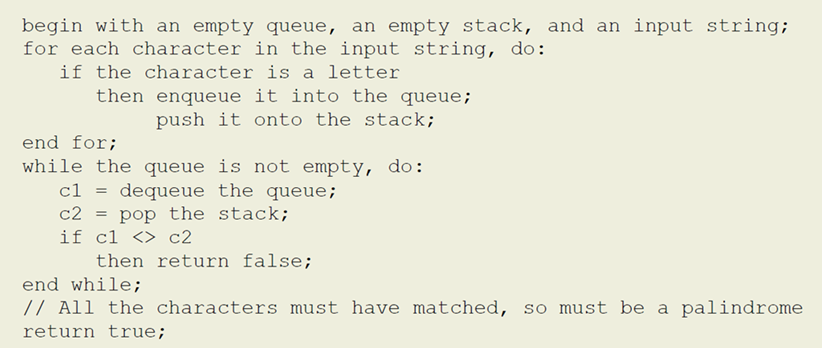 begin with an empty queue, an empty stack, and an input string;
for each character in the input string, do:
   if the character is a letter
      then enqueue it into the queue;
           push it onto the stack;
end for;
while the queue is not empty, do:
   c1 = dequeue the queue;
   c2 = pop the stack;
   if c1 <> c2
      then return false;
end while;
// All the characters must have matched, so must be a palindrome
return true;